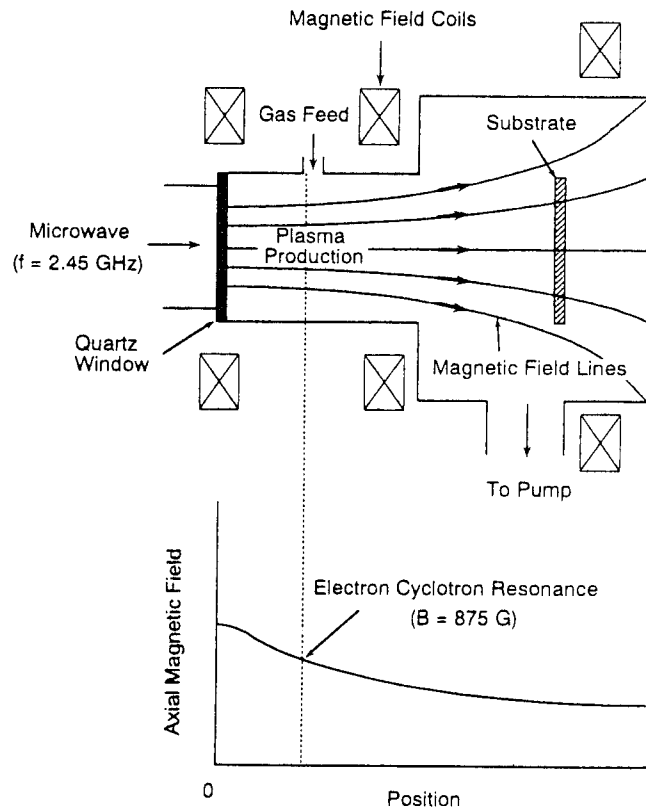 Magnetic Field Coils
Gas Feed
Substrate
Microwave
(f = 2.45 GHz)
Plasma
Production
Quartz
Window
Magnetic Field Lines
To Pump
Axial Magnetic Field
Electron Cyclotron Resonance
(B = 875 G)
0
Position